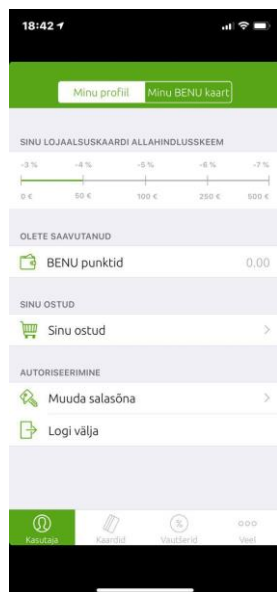 18:42
Minu profiil Minu BENU kaart
SINU LOJAALSUSKAARDI ALLAHINDLUSSKEEM
-3 % -4 % -5 % -6 % -7 %
0 € 50 € 100 € 250 € 500 €
OLETE SAAVUTANUD
BENU punktid 0.00
SINU OSTUD
Sinu ostud
AUTORISEERIMINE
Muuda salasõna
Logi välja
Kasutaja Kaardid Vautšerid Veel